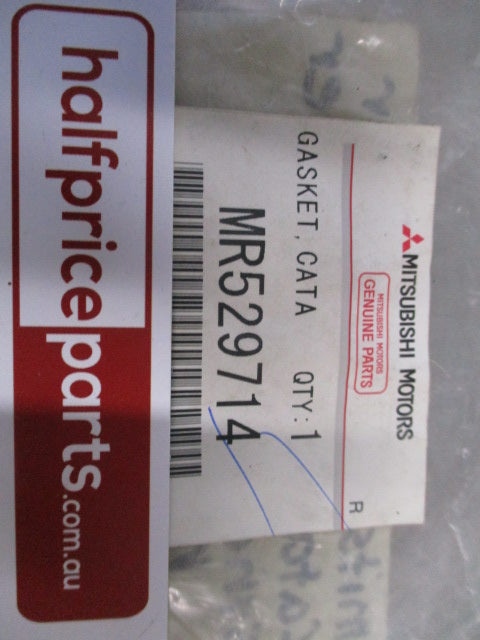 MITSUBISHI MOTORS
MITSUBISHI MOTORS
GENUINE PARTS
R
GASKET, CATA QTY:1
MR529714
halfpriceparts.com.au